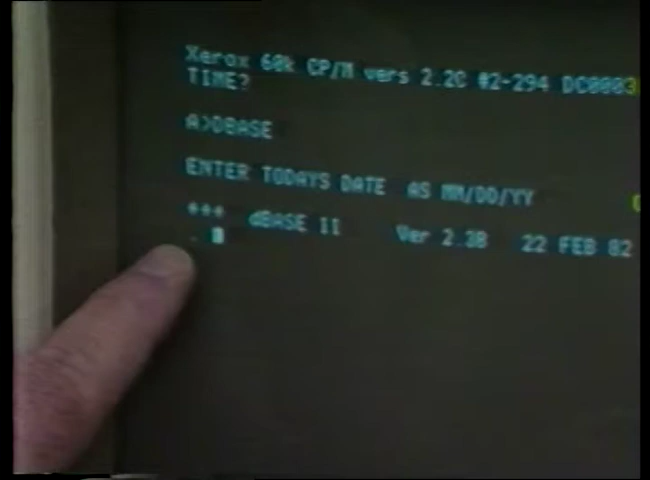 Xerox 60k CP/M vers 2.2C #2-294 DC0003
TIME?
A>DBASE
ENTER TODAYS DATE AS MM/DD/YY
*** dBASE II Ver 2.3B 22 FEB 82
.